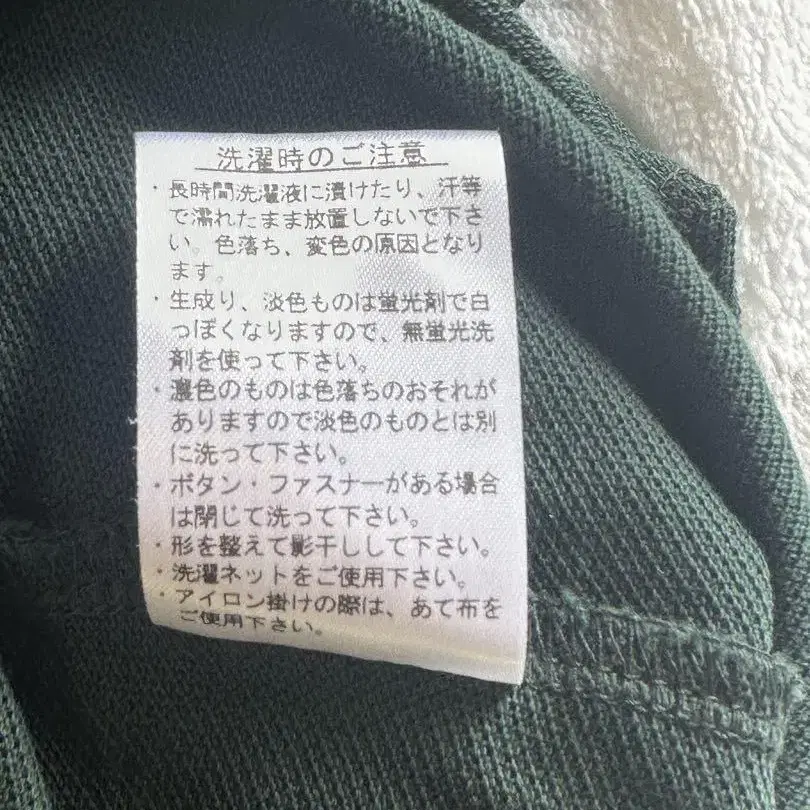 洗濯時のご注意
・長時間洗濯液に漬けたり、汗等
で濡れたまま放置しないで下さ
い。色落ち、変色の原因となり
ます。
・生成り、淡色ものは蛍光剤で白
っぽくなりますので、無蛍光洗
剤を使って下さい。
・濃色のものは色落ちのおそれが
ありますので淡色のものとは別
に洗って下さい。
・ボタン・ファスナーがある場合
は閉じて洗って下さい。
・形を整えて影干しして下さい。
・洗濯ネットをご使用下さい。
・アイロン掛けの際は、あて布を
ご使用下さい。